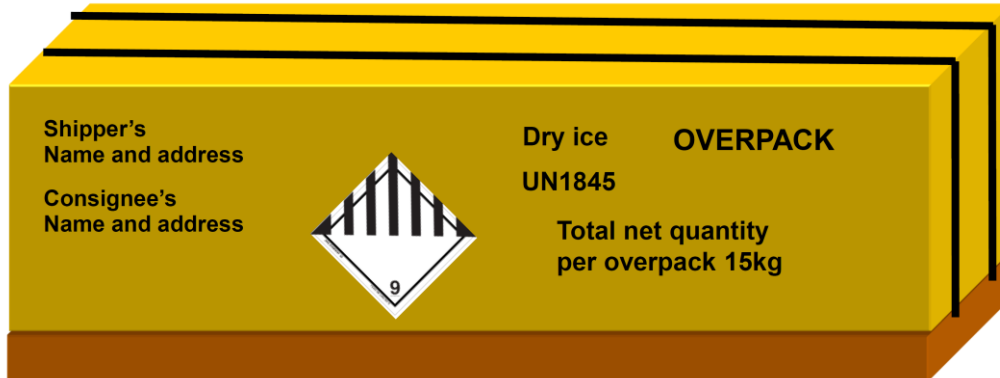 Shipper's
Name and address
Consignee's
Name and address
Dry ice
OVERPACK
UN1845
Total net quantity
per overpack 15kg
9